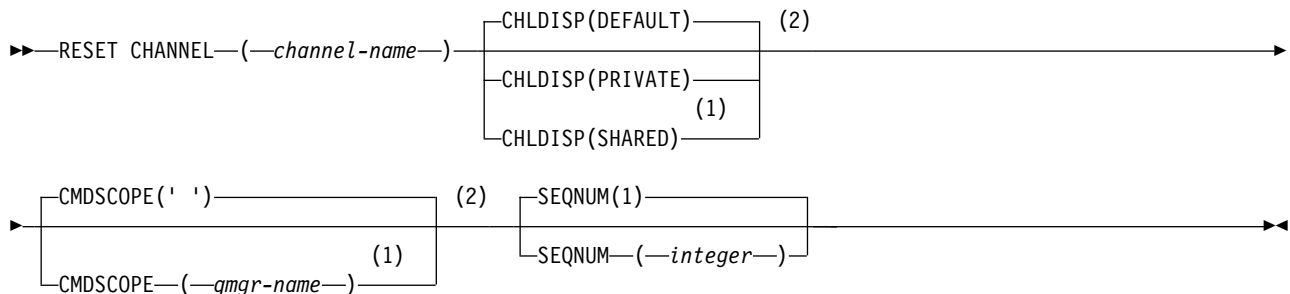 CHLDISP(DEFAULT) (2)
RESET CHANNEL ( channel-name )
CHLDISP(PRIVATE)
(1)
CHLDISP(SHARED)
CMDSCOPE(' ') (2) SEQNUM(1)
(1) SEQNUM ( integer )
CMDSCOPE ( qmgr-name )